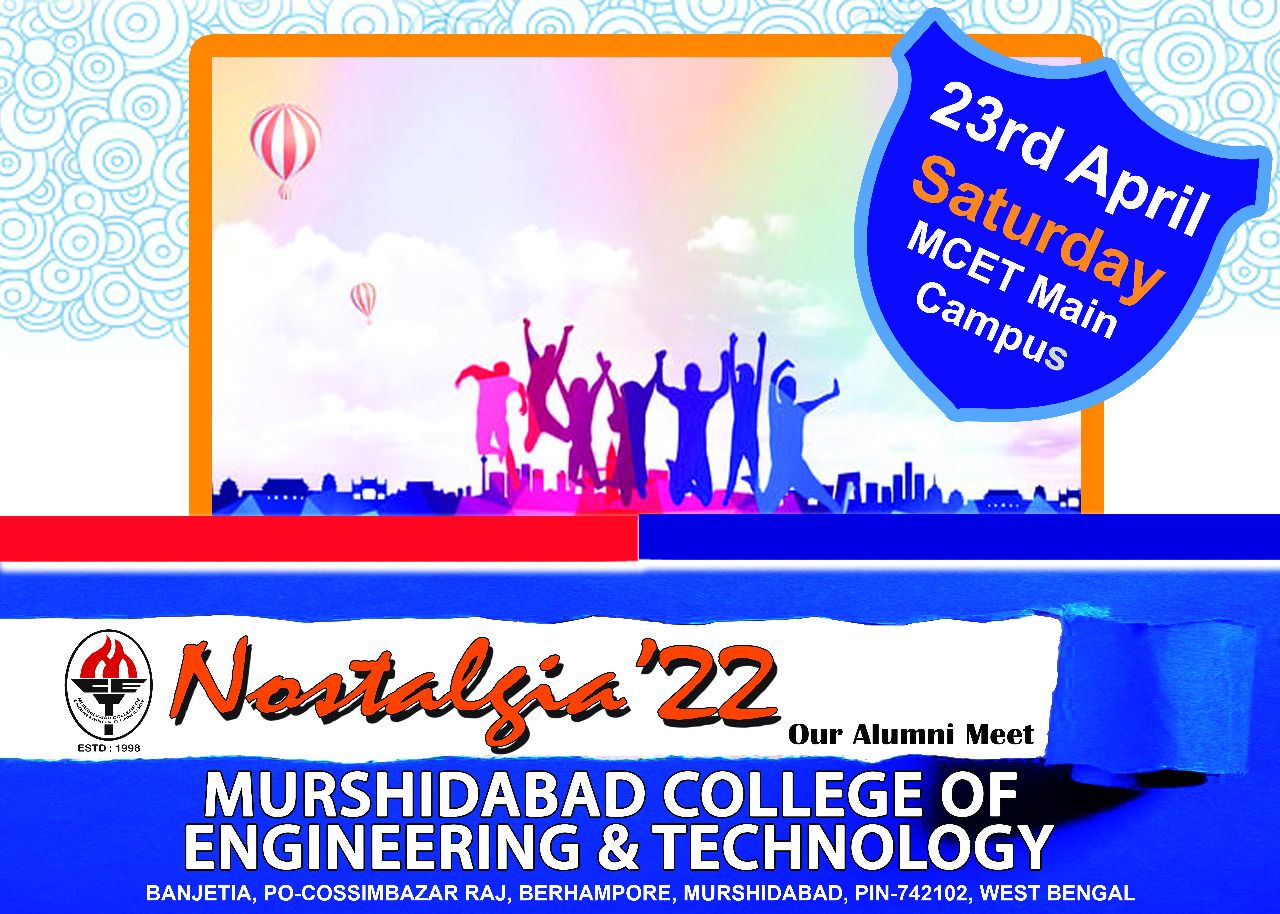 23rd April
Saturday
MCET Main
Campus
Nostalgia '22
ESTD : 1998
Our Alumni Meet
MURSHIDABAD COLLEGE OF
ENGINEERING & TECHNOLOGY
BANJETIA, PO-COSSIMBAZAR RAJ, BERHAMPORE, MURSHIDABAD, PIN-742102, WEST BENGAL